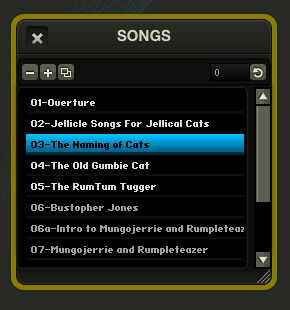 SONGS
0
01-Overture
02-Jellicle Songs For Jellical Cats
03-The Naming of Cats
04-The Old Gumbie Cat
05-The RumTum Tugger
06-Bustopher Jones
06a-Intro to Mungojerrie and Rumpleteaz
07-Mungojerrie and Rumpleteazer